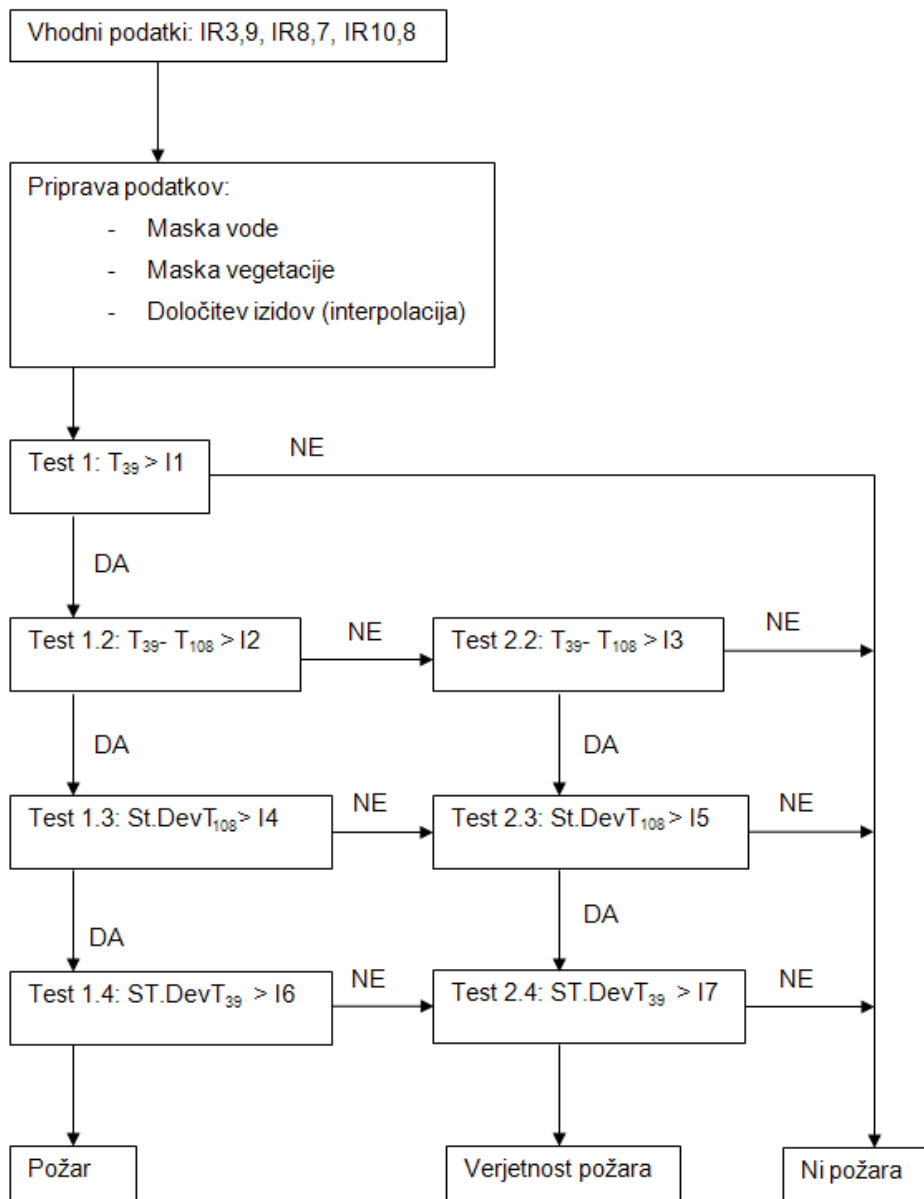 Vhodni podatki: IR3,9, IR8,7, IR10,8
Priprava podatkov:
- Maska vode
- Maska vegetacije
- Določitev izidov (interpolacija)
Test 1: T₃₉ > I1
NE
DA
Test 1.2: T₃₉- T₁₀₈ > I2
NE
Test 2.2: T₃₉- T₁₀₈ > I3
NE
DA
DA
Test 1.3: St.DevT₁₀₈> I4
NE
Test 2.3: St.DevT₁₀₈> I5
NE
DA
DA
Test 1.4: ST.DevT₃₉ > I6
NE
Test 2.4: ST.DevT₃₉ > I7
NE
Požar
Verjetnost požara
Ni požara